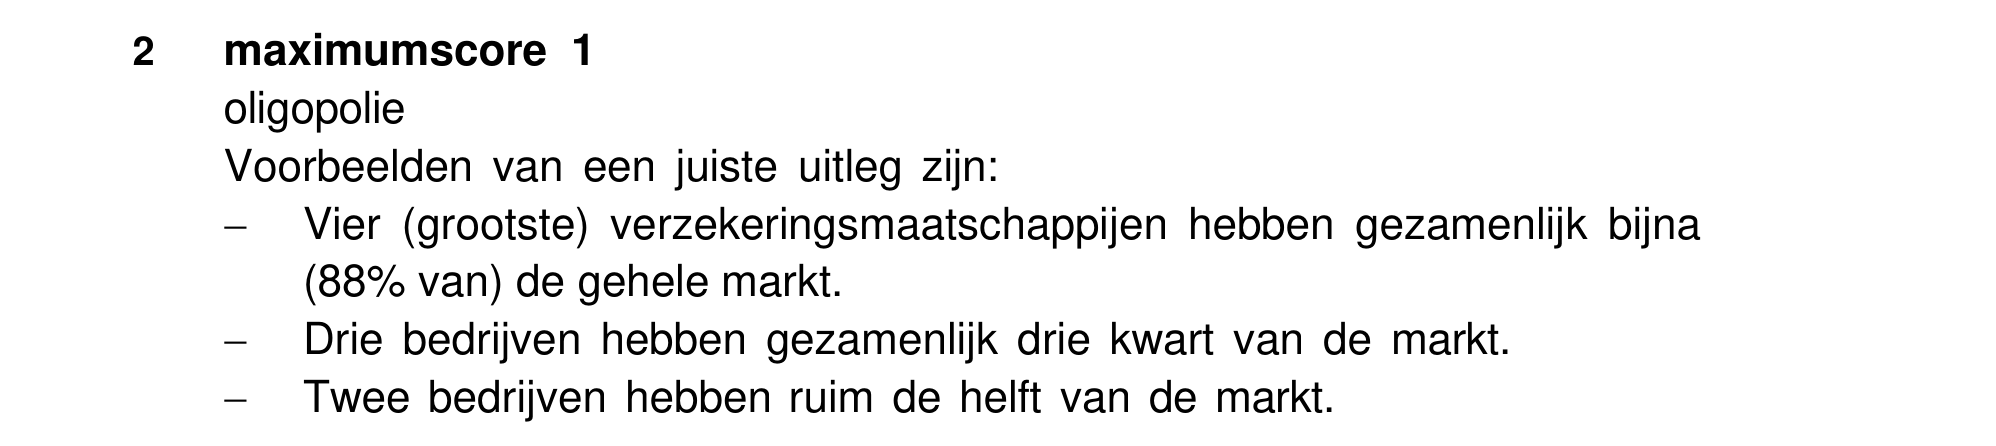 2 maximumscore 1
oligopolie
Voorbeelden van een juiste uitleg zijn:
− Vier (grootste) verzekeringsmaatschappijen hebben gezamenlijk bijna
(88% van) de gehele markt.
− Drie bedrijven hebben gezamenlijk drie kwart van de markt.
− Twee bedrijven hebben ruim de helft van de markt.